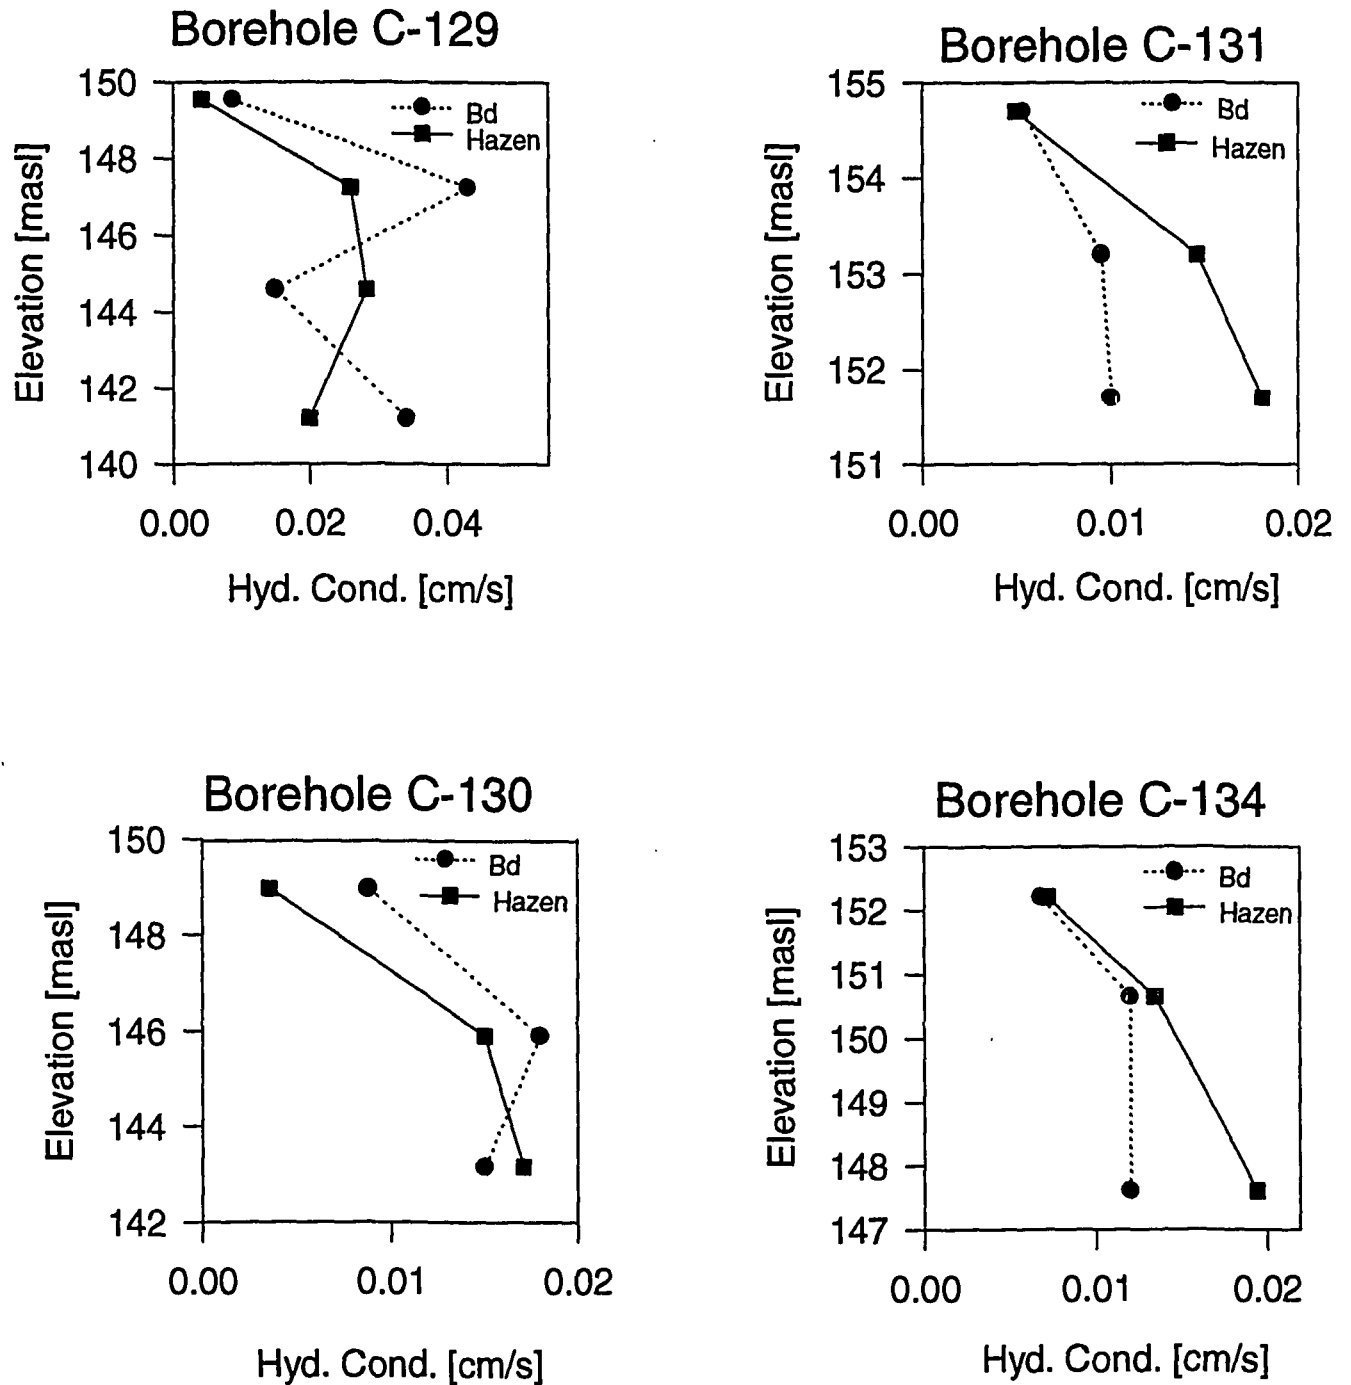 Borehole C-129
150
148
146
144
142
140
Elevation [masl]
Bd
Hazen
0.00 0.02 0.04
Hyd. Cond. [cm/s]
Borehole C-131
155
154
153
152
151
Elevation [masl]
Bd
Hazen
0.00 0.01 0.02
Hyd. Cond. [cm/s]
Borehole C-130
150
148
146
144
142
Elevation [masl]
Bd
Hazen
0.00 0.01 0.02
Hyd. Cond. [cm/s]
Borehole C-134
153
152
151
150
149
148
147
Elevation [masl]
Bd
Hazen
0.00 0.01 0.02
Hyd. Cond. [cm/s]